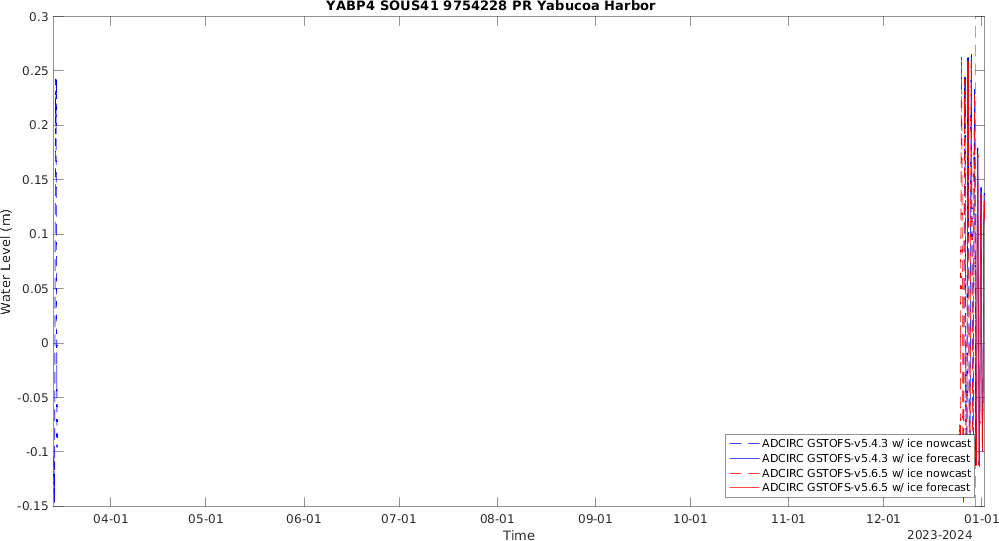 YABP4 SOUS41 9754228 PR Yabucoa Harbor
0.3
0.25
0.2
0.15
0.1
0.05
0
-0.05
-0.1
-0.15
Water Level (m)
ADCIRC GSTOFS-v5.4.3 w/ ice nowcast
ADCIRC GSTOFS-v5.4.3 w/ ice forecast
ADCIRC GSTOFS-v5.6.5 w/ ice nowcast
ADCIRC GSTOFS-v5.6.5 w/ ice forecast
04-01 05-01 06-01 07-01 08-01 09-01 10-01 11-01 12-01 01-01
Time
2023-2024